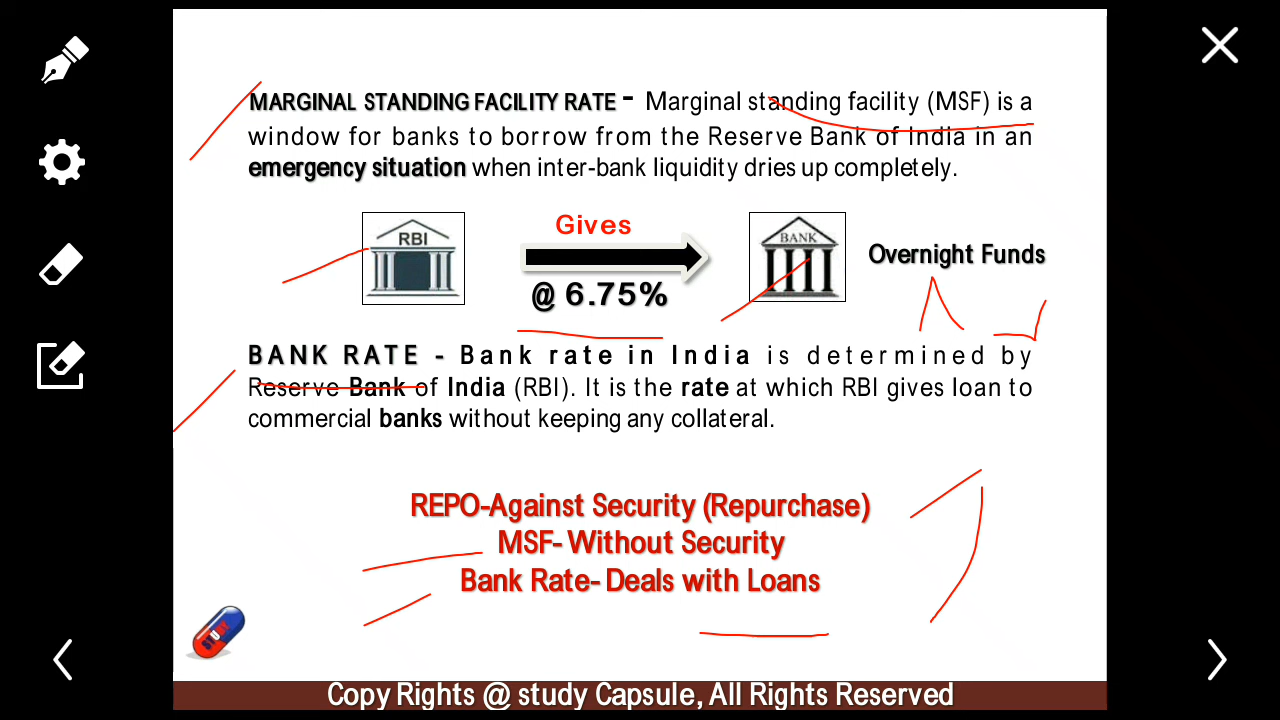 MARGINAL STANDING FACILITY RATE - Marginal standing facility (MSF) is a
window for banks to borrow from the Reserve Bank of India in an
emergency situation when inter-bank liquidity dries up completely.
RBI
Gives
@ 6.75%
BANK
Overnight Funds
BANK RATE - Bank rate in India is determined by
Reserve Bank of India (RBI). It is the rate at which RBI gives loan to
commercial banks without keeping any collateral.
REPO-Against Security (Repurchase)
MSF- Without Security
Bank Rate- Deals with Loans
STUDY
Copy Rights @ study Capsule, All Rights Reserved